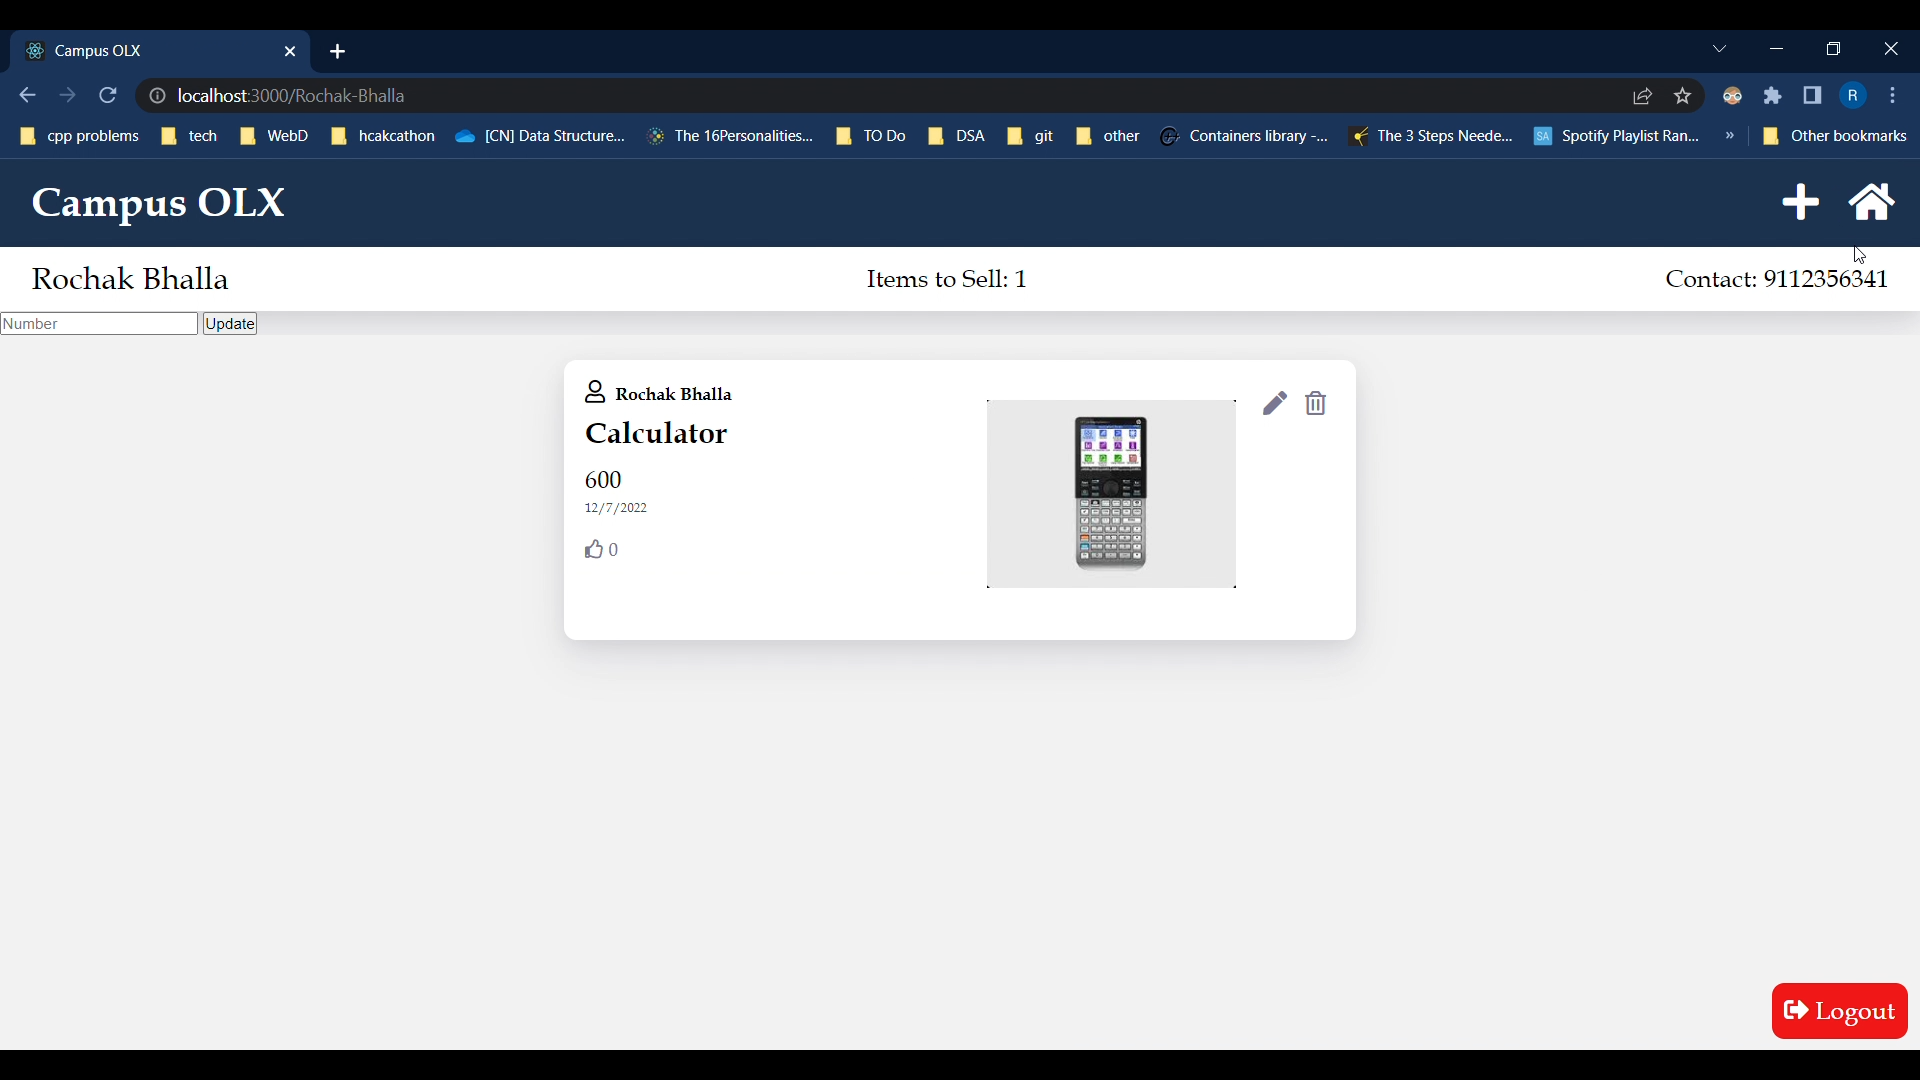 Campus OLX
localhost:3000/Rochak-Bhalla
R
cpp problems tech WebD hcakcathon [CN] Data Structure... The 16Personalities... TO Do DSA git other Containers library -... The 3 Steps Neede... SA Spotify Playlist Ran... » Other bookmarks
Campus OLX
Rochak Bhalla Items to Sell: 1 Contact: 9112356341
Number Update
Rochak Bhalla
Calculator
600
12/7/2022
0
Logout